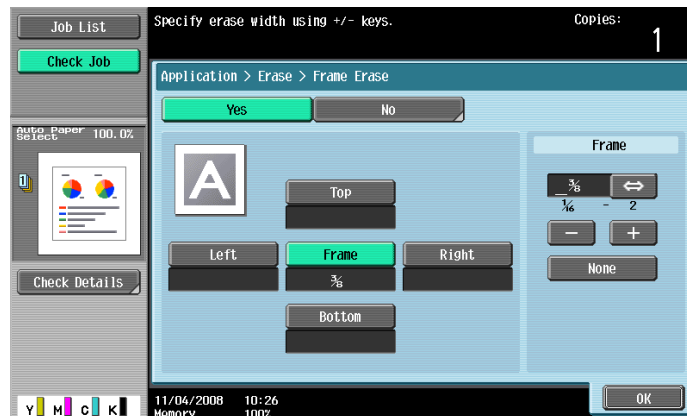 Job List
Specify erase width using +/- keys.
Copies:
1
Check Job
Application > Erase > Frame Erase
Yes
No
Auto Paper
Select
100.0%
Frame
1
A
Top
⅜
⇔
1/16 - 2
− +
Left
Frame
Right
⅜
None
Check Details
Bottom
Y M C K
11/04/2008 10:26
Memory 100%
OK